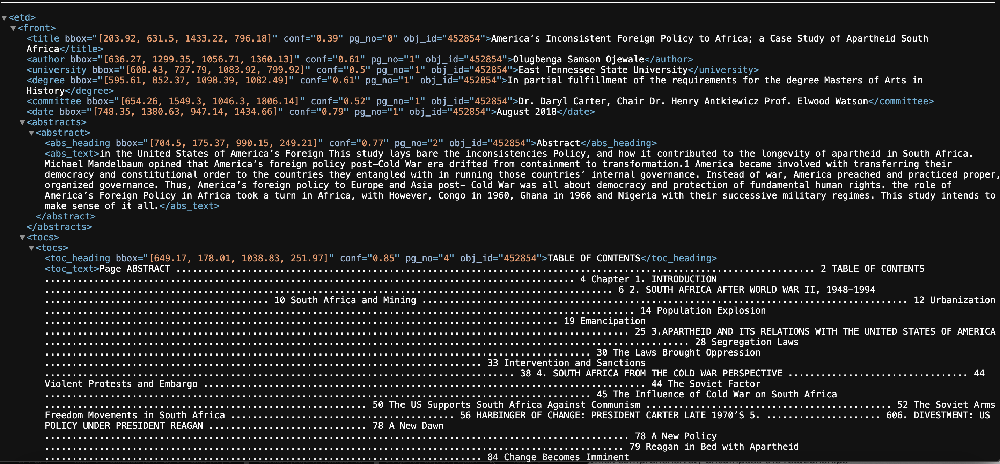 ▼<etd>
▼<front>
<title bbox="[203.92, 631.5, 1433.22, 796.18]" conf="0.39" pg_no="0" obj_id="452854">America’s Inconsistent Foreign Policy to Africa; a Case Study of Apartheid South
Africa</title>
<author bbox="[636.27, 1299.35, 1056.71, 1360.13]" conf="0.61" pg_no="1" obj_id="452854">Olugbenga Samson Ojewale</author>
<university bbox="[608.43, 727.79, 1083.92, 799.92]" conf="0.5" pg_no="1" obj_id="452854">East Tennessee State University</university>
<degree bbox="[595.61, 852.37, 1098.39, 1082.49]" conf="0.61" pg_no="1" obj_id="452854">In partial fulfillment of the requirements for the degree Masters of Arts in
History</degree>
<committee bbox="[654.26, 1549.3, 1046.3, 1806.14]" conf="0.52" pg_no="1" obj_id="452854">Dr. Daryl Carter, Chair Dr. Henry Antkiewicz Prof. Elwood Watson</committee>
<date bbox="[748.35, 1380.63, 947.14, 1434.66]" conf="0.79" pg_no="1" obj_id="452854">August 2018</date>
▼<abstracts>
▼<abstract>
<abs_heading bbox="[704.5, 175.37, 990.15, 249.21]" conf="0.77" pg_no="2" obj_id="452854">Abstract</abs_heading>
<abs_text>in the United States of America’s Foreign This study lays bare the inconsistencies Policy, and how it contributed to the longevity of apartheid in South Africa.
Michael Mandelbaum opined that America’s foreign policy post-Cold War era drifted from containment to transformation.1 America became involved with transferring their
democracy and constitutional order to the countries they entangled with in running those countries’ internal governance. Instead of war, America preached and practiced proper,
organized governance. Thus, America’s foreign policy to Europe and Asia post- Cold War was all about democracy and protection of fundamental human rights. the role of
America’s Foreign Policy in Africa took a turn in Africa, with However, Congo in 1960, Ghana in 1966 and Nigeria with their successive military regimes. This study intends to
make sense of it all.</abs_text>
</abstract>
</abstracts>
▼<tocs>
▼<tocs>
<toc_heading bbox="[649.17, 178.01, 1038.83, 251.97]" conf="0.85" pg_no="4" obj_id="452854">TABLE OF CONTENTS</toc_heading>
<toc_text>Page ABSTRACT ..................................................................................................................... 2 TABLE OF CONTENTS
................................................................................................. 4 Chapter 1. INTRODUCTION
........................................................................................................ 6 2. SOUTH AFRICA AFTER WORLD WAR II, 1948-1994
......................................... 10 South Africa and Mining ......................................................................................... 12 Urbanization
............................................................................................................ 14 Population Explosion
.............................................................................................. 19 Emancipation
........................................................................................................... 25 3.APARTHEID AND ITS RELATIONS WITH THE UNITED STATES OF AMERICA
...................................................................................................................... 28 Segregation Laws
.................................................................................................... 30 The Laws Brought Oppression
................................................................................ 33 Intervention and Sanctions
...................................................................................... 38 4. SOUTH AFRICA FROM THE COLD WAR PERSPECTIVE ................................. 44
Violent Protests and Embargo ................................................................................. 44 The Soviet Factor
.................................................................................................... 45 The Influence of Cold War on South Africa
........................................................... 50 The US Supports South Africa Against Communism ............................................. 52 The Soviet Arms
Freedom Movements in South Africa ......................................... 56 HARBINGER OF CHANGE: PRESIDENT CARTER LATE 1970’S 5. ..................... 606. DIVESTMENT: US
POLICY UNDER PRESIDENT REAGAN ............................. 78 A New Dawn
........................................................................................................... 78 A New Policy
.......................................................................................................... 79 Reagan in Bed with Apartheid
................................................................................. 84 Change Becomes Imminent